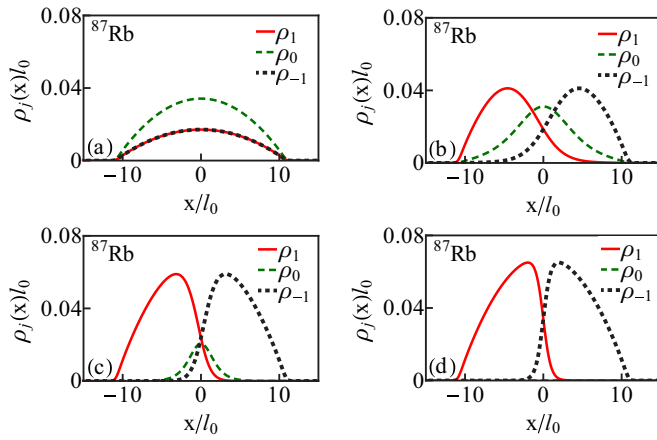 0.08
0.04
0
ρⱼ(x)l₀
⁸⁷Rb
ρ₁
ρ₀
ρ₋₁
(a)
−10
0
10
x/l₀
0.08
0.04
0
ρⱼ(x)l₀
⁸⁷Rb
ρ₁
ρ₀
ρ₋₁
(b)
−10
0
10
x/l₀
0.08
0.04
0
ρⱼ(x)l₀
⁸⁷Rb
ρ₁
ρ₀
ρ₋₁
(c)
−10
0
10
x/l₀
0.08
0.04
0
ρⱼ(x)l₀
⁸⁷Rb
ρ₁
ρ₀
ρ₋₁
(d)
−10
0
10
x/l₀